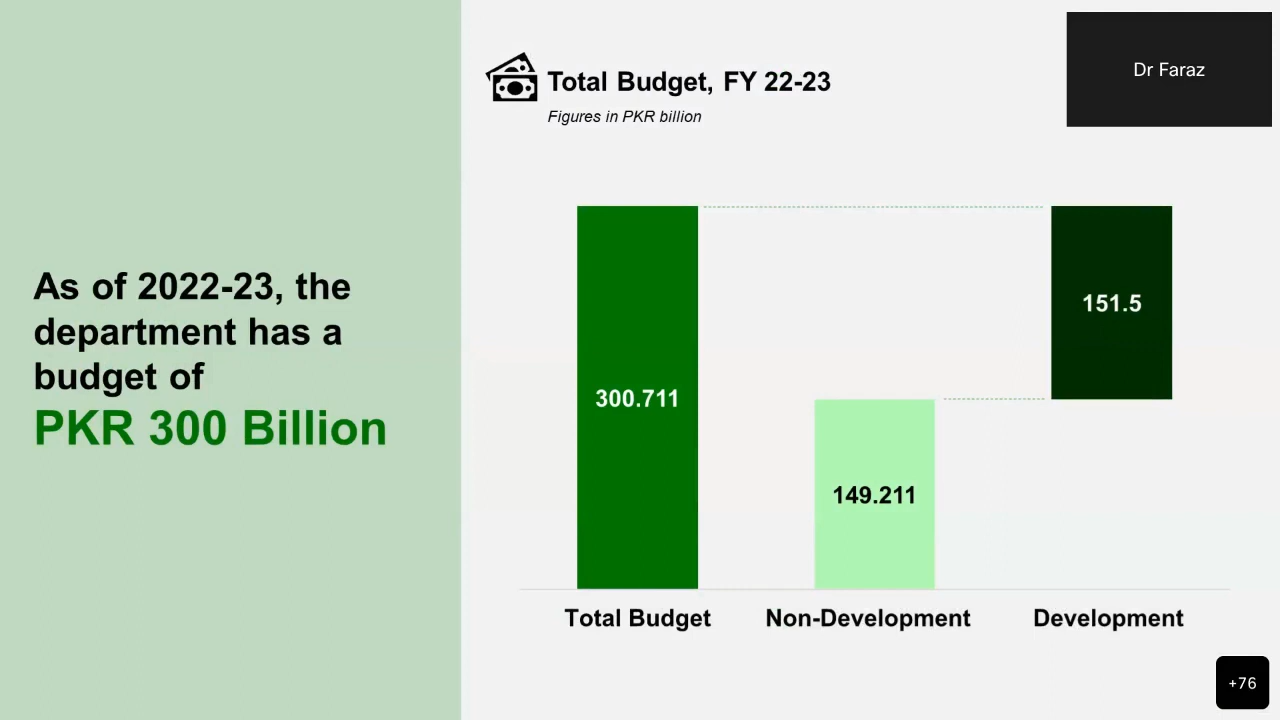 As of 2022-23, the
department has a
budget of
PKR 300 Billion
Total Budget, FY 22-23
Figures in PKR billion
Dr Faraz
300.711
149.211
151.5
Total Budget
Non-Development
Development
+76